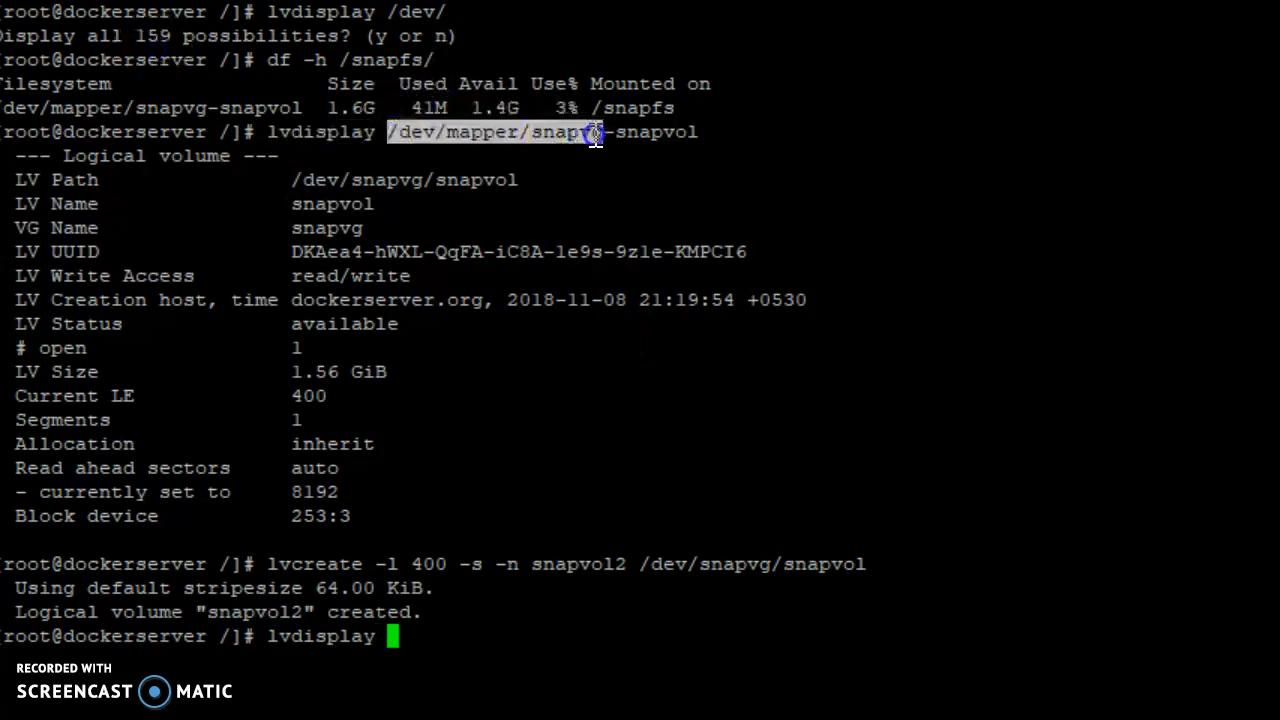 [root@dockerserver /]# lvdisplay /dev/
Display all 159 possibilities? (y or n)
[root@dockerserver /]# df -h /snapfs/
Filesystem Size Used Avail Use% Mounted on
/dev/mapper/snapvg-snapvol 1.6G 41M 1.4G 3% /snapfs
[root@dockerserver /]# lvdisplay /dev/mapper/snapvg-snapvol
--- Logical volume ---
LV Path /dev/snapvg/snapvol
LV Name snapvol
VG Name snapvg
LV UUID DKAea4-hWXL-QqFA-iC8A-le9s-9zle-KMPCI6
LV Write Access read/write
LV Creation host, time dockerserver.org, 2018-11-08 21:19:54 +0530
LV Status available
# open 1
LV Size 1.56 GiB
Current LE 400
Segments 1
Allocation inherit
Read ahead sectors auto
- currently set to 8192
Block device 253:3
[root@dockerserver /]# lvcreate -l 400 -s -n snapvol2 /dev/snapvg/snapvol
Using default stripesize 64.00 KiB.
Logical volume "snapvol2" created.
[root@dockerserver /]# lvdisplay
RECORDED WITH
SCREENCAST MATIC